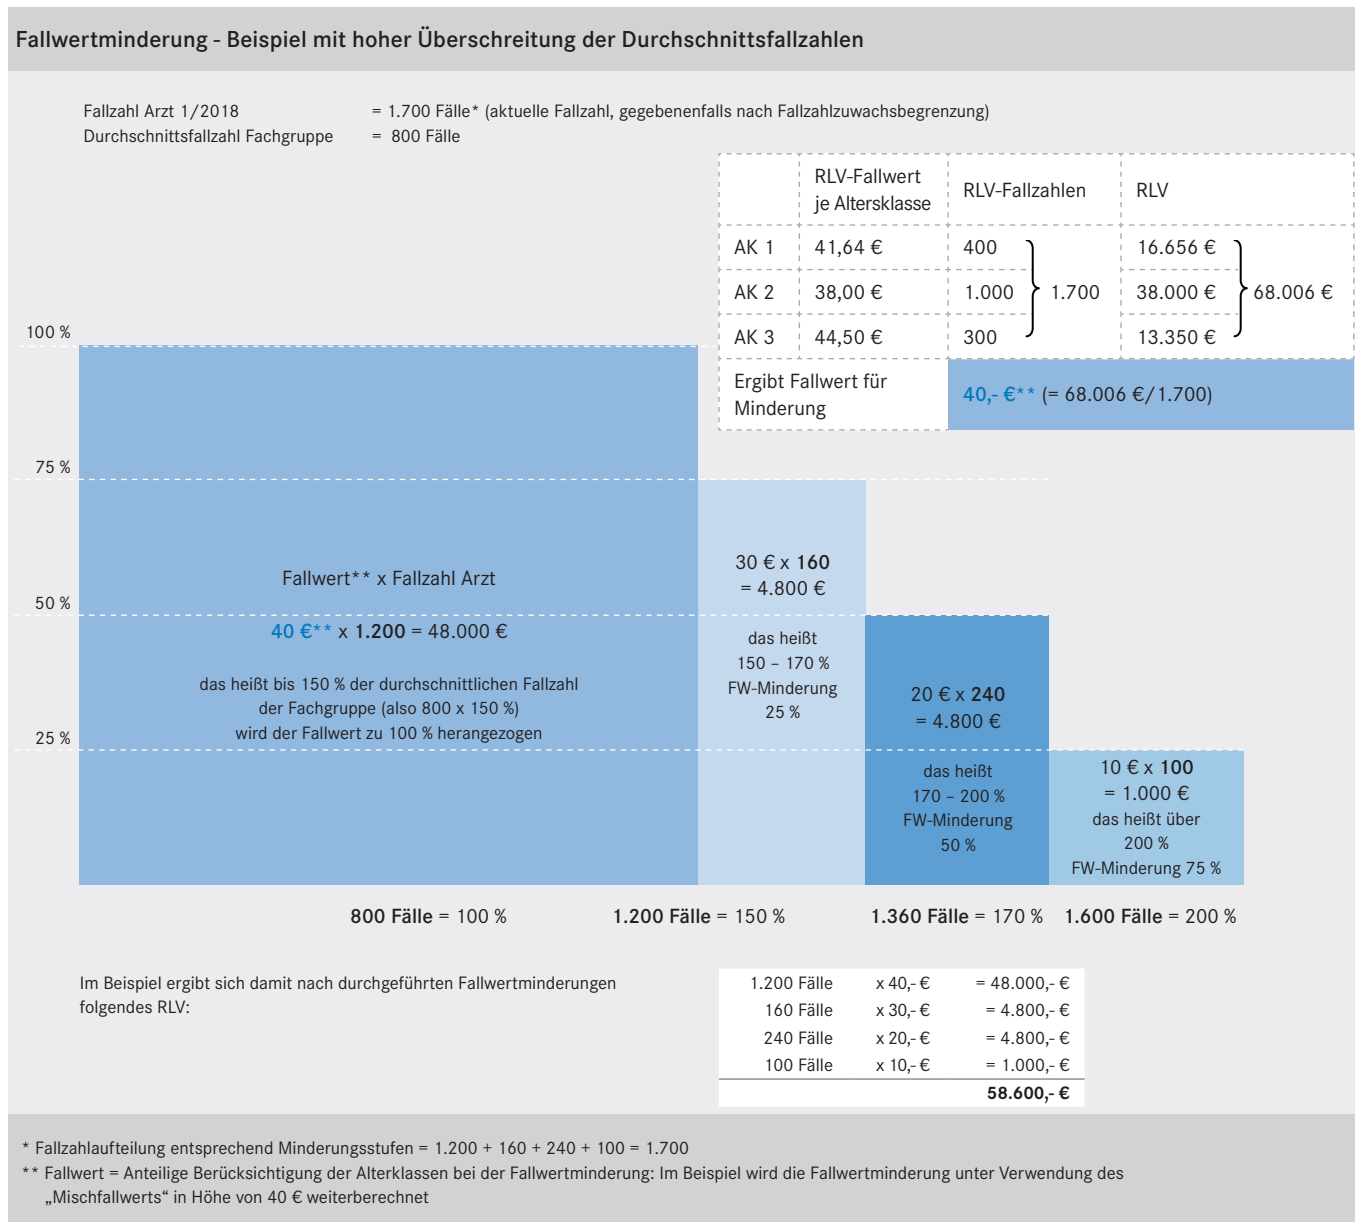 Fallwertminderung - Beispiel mit hoher Überschreitung der Durchschnittsfallzahlen
Fallzahl Arzt 1/2018 = 1.700 Fälle* (aktuelle Fallzahl, gegebenenfalls nach Fallzahlzuwachsbegrenzung)
Durchschnittsfallzahl Fachgruppe = 800 Fälle
RLV-Fallwert
je Altersklasse
RLV-Fallzahlen
RLV
AK 1 41,64 € 400 16.656 €
AK 2 38,00 € 1.000 1.700 38.000 € 68.006 €
AK 3 44,50 € 300 13.350 €
Ergibt Fallwert für
Minderung
40,- €** (= 68.006 €/1.700)
100 %
75 %
50 %
25 %
Fallwert** x Fallzahl Arzt
40 €** x 1.200 = 48.000 €
das heißt bis 150 % der durchschnittlichen Fallzahl
der Fachgruppe (also 800 x 150 %)
wird der Fallwert zu 100 % herangezogen
30 € x 160
= 4.800 €
das heißt
150 – 170 %
FW-Minderung
25 %
20 € x 240
= 4.800 €
das heißt
170 – 200 %
FW-Minderung
50 %
10 € x 100
= 1.000 €
das heißt über
200 %
FW-Minderung 75 %
800 Fälle = 100 % 1.200 Fälle = 150 % 1.360 Fälle = 170 % 1.600 Fälle = 200 %
Im Beispiel ergibt sich damit nach durchgeführten Fallwertminderungen
folgendes RLV:
1.200 Fälle x 40,- € = 48.000,- €
160 Fälle x 30,- € = 4.800,- €
240 Fälle x 20,- € = 4.800,- €
100 Fälle x 10,- € = 1.000,- €
58.600,- €
* Fallzahlaufteilung entsprechend Minderungsstufen = 1.200 + 160 + 240 + 100 = 1.700
** Fallwert = Anteilige Berücksichtigung der Alterklassen bei der Fallwertminderung: Im Beispiel wird die Fallwertminderung unter Verwendung des
„Mischfallwerts“ in Höhe von 40 € weiterberechnet